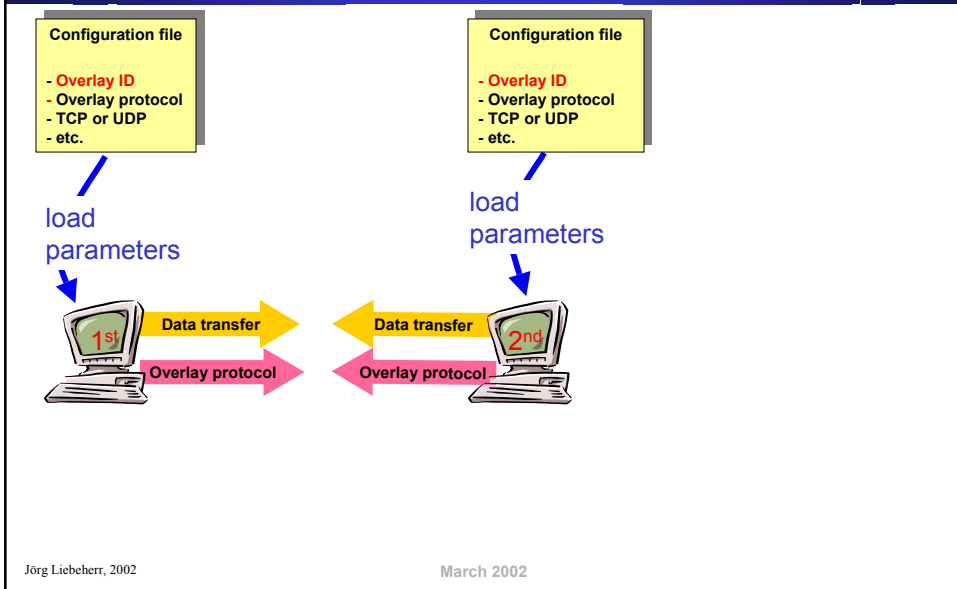 Configuration file
- Overlay ID
- Overlay protocol
- TCP or UDP
- etc.
Configuration file
- Overlay ID
- Overlay protocol
- TCP or UDP
- etc.
load
parameters
load
parameters
1st
Data transfer
Data transfer
2nd
Overlay protocol
Overlay protocol
Jörg Liebeherr, 2002
March 2002